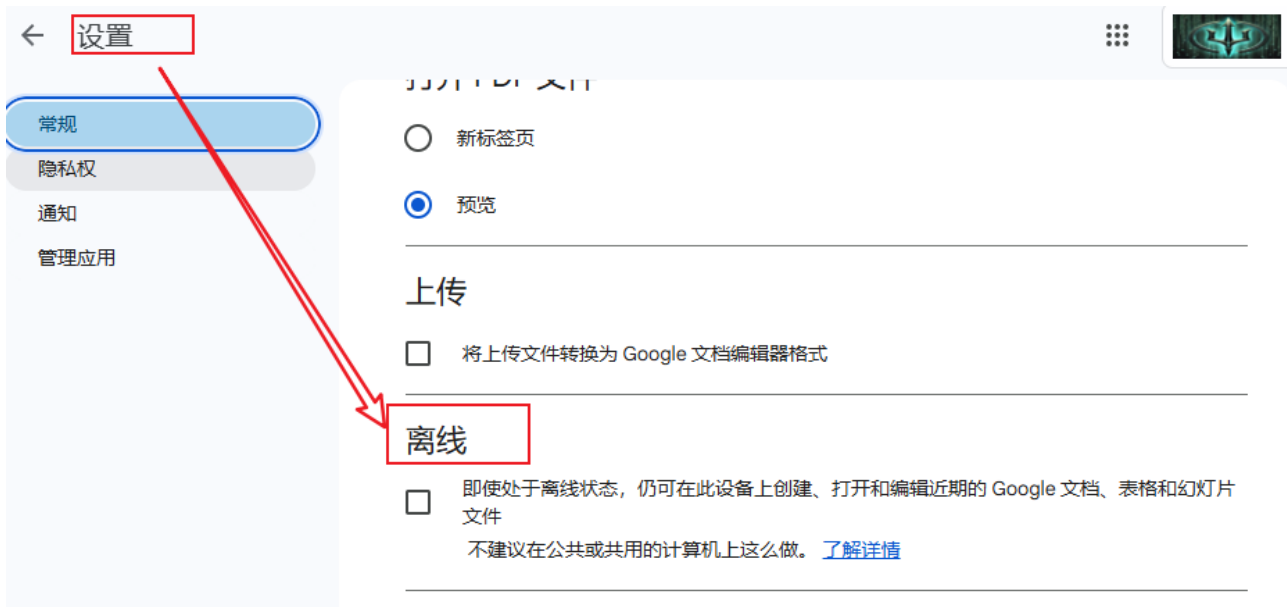 设置
常规
隐私权
通知
管理应用
打开 PDF 文件
新标签页
预览
上传
将上传文件转换为 Google 文档编辑器格式
离线
即使处于离线状态，仍可在此设备上创建、打开和编辑近期的 Google 文档、表格和幻灯片
文件
不建议在公共或共用的计算机上这么做。 了解详情